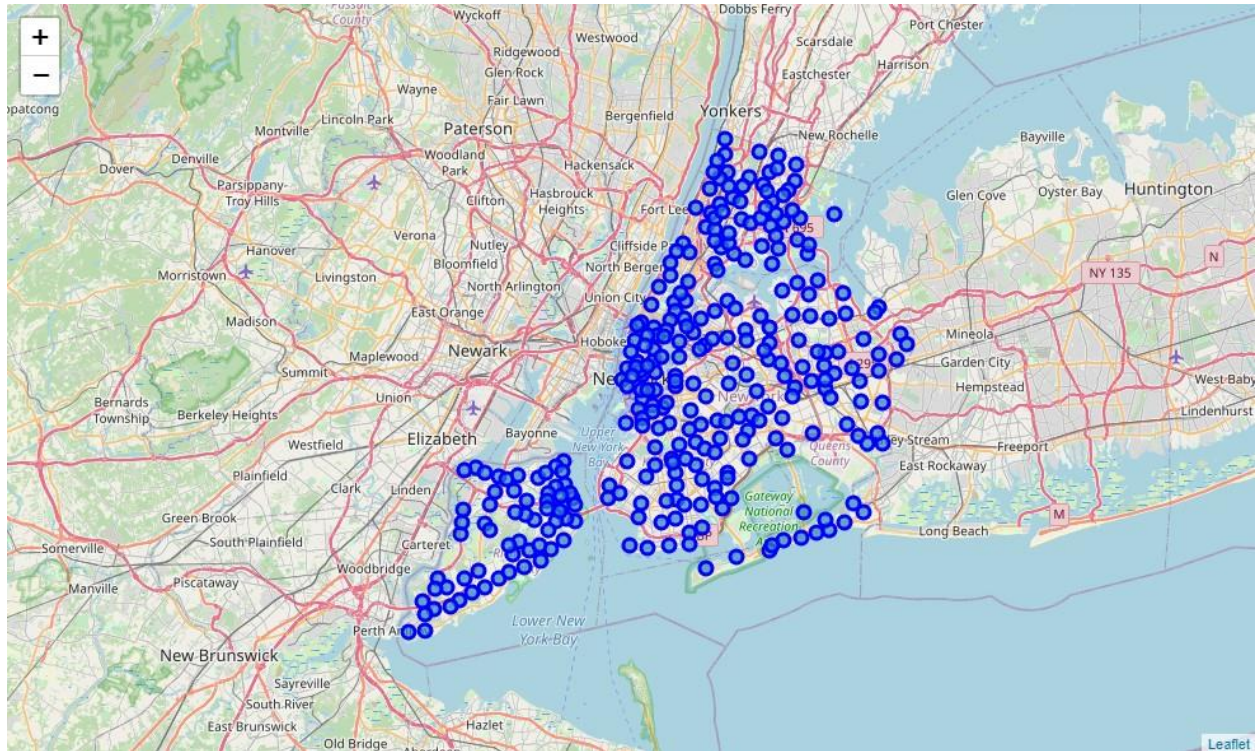 Dobbs Ferry
Wyckoff
Port Chester
Westwood
Scarsdale
Ridgewood
Harrison
Glen Rock
Eastchester
Wayne
Fair Lawn
Yonkers
Lincoln Park
Bergenfield
Paterson
New Rochelle
Montville
Bayville
Denville
Woodland
Park
Hackensack
Dover
Parsippany-
Troy Hills
Hasbrouck
Heights
Clifton
Fort Lee
Glen Cove
Oyster Bay
Huntington
Verona
Nutley
Cliffside
695
Hanover
Bloomfield
North Bergen
N
Morristown
Livingston
North Arlington
NY 135
Union City
Madison
East Orange
Mineola
Maplewood
Newark
Hoboke
Garden City
Summit
Hempstead
West Baby
Bernards
Township
Union
Berkeley Heights
New York
Lindenhurst
Elizabeth
Bayonne
Upper
New York
Bay
Queens
County
Freeport
Westfield
East Rockaway
Plainfield
Linden
Clark
Gateway
National
Recreation
M
Green Brook
Long Beach
South Plainfield
Carteret
Somerville
Woodbridge
Manville
Piscataway
Lower New
York Bay
Perth
New Brunswick
Sayreville
South River
East Brunswick
Hazlet
Old Bridge
+
−
Leaflet